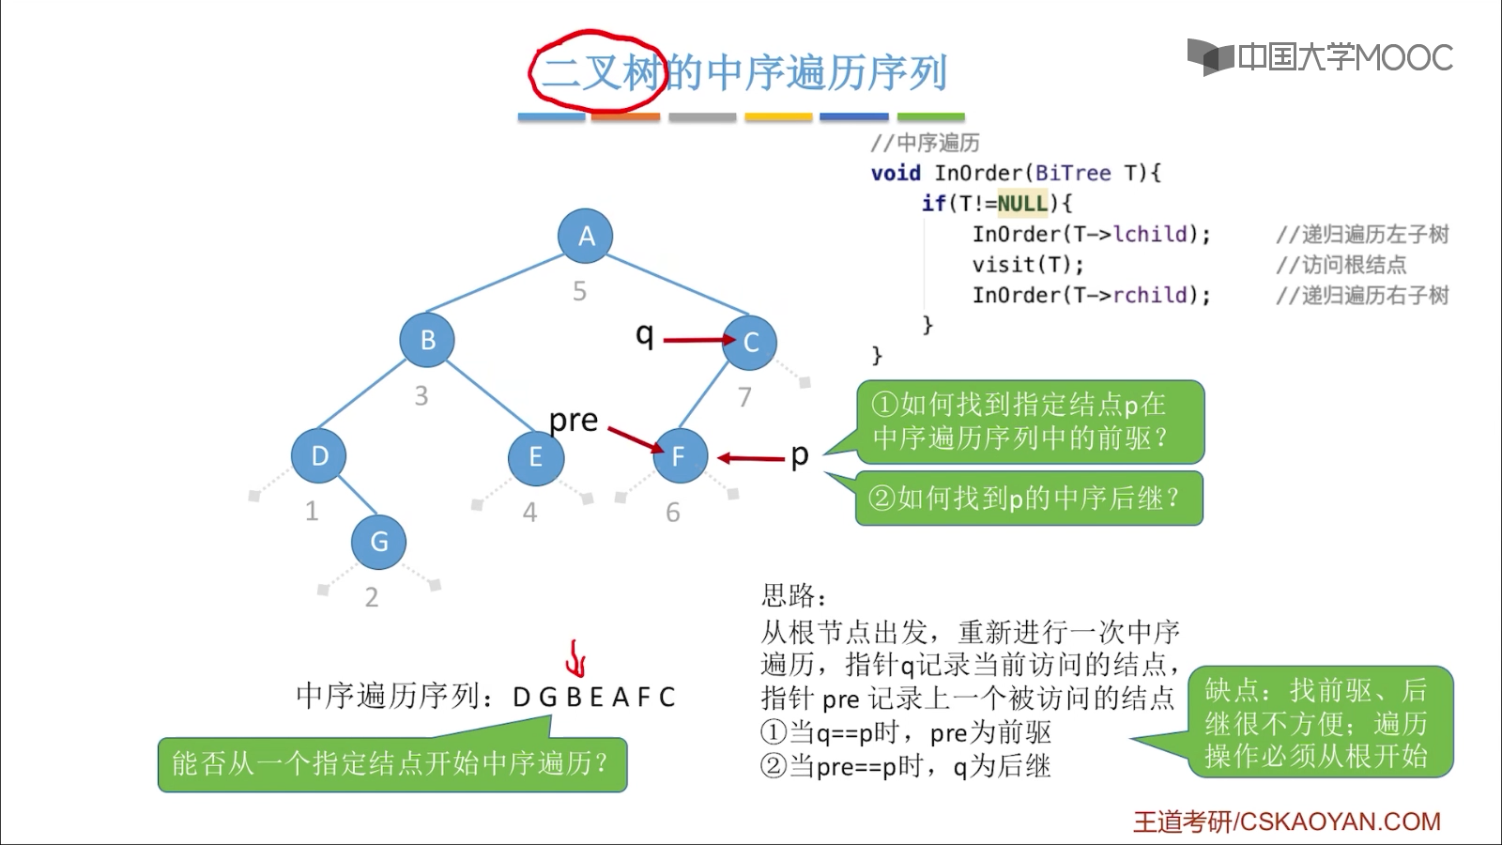 二叉树的中序遍历序列
中国大学MOOC
//中序遍历
void InOrder(BiTree T){
if(T!=NULL){
InOrder(T->lchild); //递归遍历左子树
visit(T); //访问根结点
InOrder(T->rchild); //递归遍历右子树
}
}
A
5
B
3
q
C
7
D
1
pre
E
4
F
6
p
G
2
①如何找到指定结点p在
中序遍历序列中的前驱？
②如何找到p的中序后继？
中序遍历序列：D G B E A F C
能否从一个指定结点开始中序遍历？
思路：
从根节点出发，重新进行一次中序
遍历，指针q记录当前访问的结点，
指针 pre 记录上一个被访问的结点
①当q==p时，pre为前驱
②当pre==p时，q为后继
缺点：找前驱、后
继很不方便；遍历
操作必须从根开始
王道考研/CSKAOYAN.COM